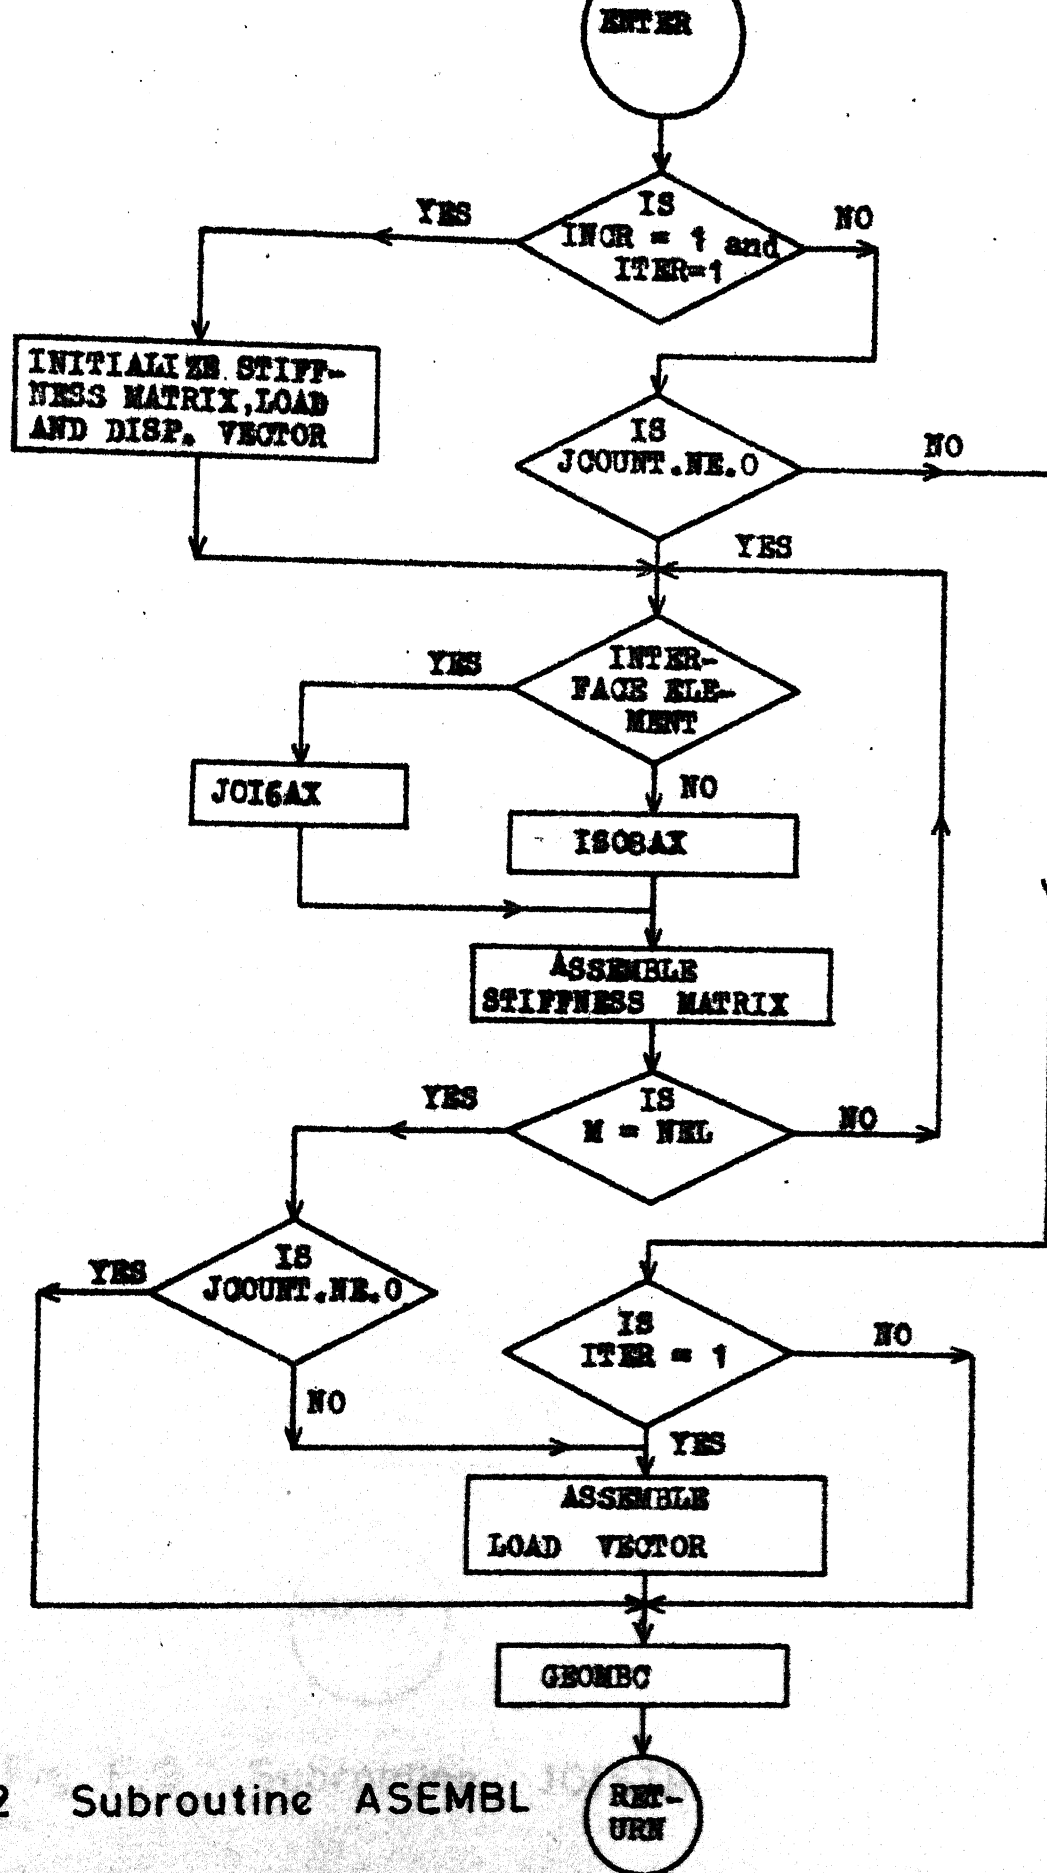 ENTER
IS
INCR = 1 and
ITER=1
YES
NO
INITIALIZE STIFF-
NESS MATRIX,LOAD
AND DISP. VECTOR
IS
JCOUNT.NE.0
NO
YES
INTER-
FACE ELE-
MENT
YES
NO
JOI6AX
ISO8AX
ASSEMBLE
STIFFNESS MATRIX
IS
M = NEL
YES
NO
IS
JCOUNT.NE.0
YES
NO
IS
ITER = 1
NO
YES
ASSEMBLE
LOAD VECTOR
GEOMBC
RET-
URN
2 Subroutine ASEMBL